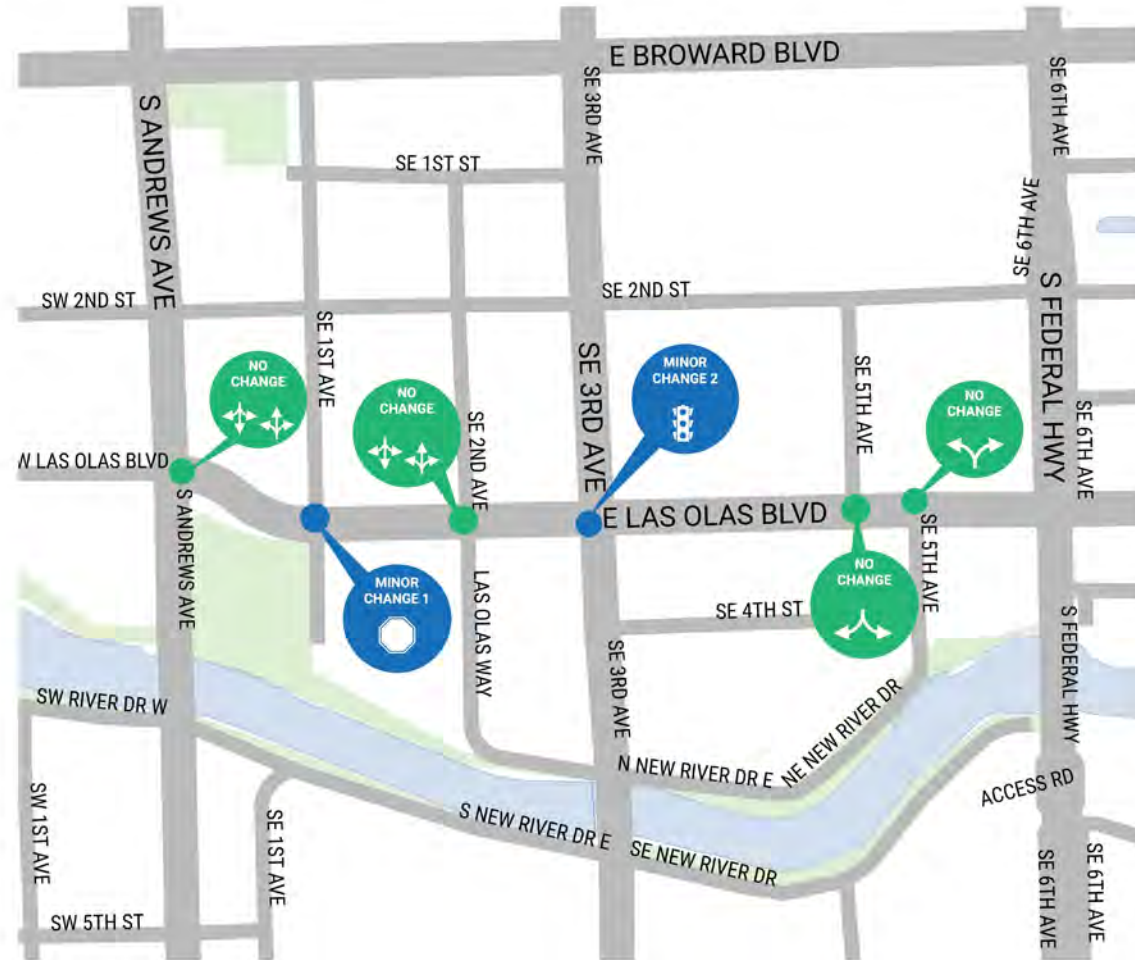 E BROWARD BLVD
S ANDREWS AVE
SE 3RD AVE
SE 6TH AVE
SE 1ST ST
SE 6TH AVE
SW 2ND ST
SE 2ND ST
S FEDERAL HWY
SE 1ST AVE
NO
CHANGE
NO
CHANGE
SE 2ND AVE
SE 3RD AVE
MINOR
CHANGE 2
SE 5TH AVE
NO
CHANGE
SE 6TH AVE
W LAS OLAS BLVD
S ANDREWS AVE
E LAS OLAS BLVD
SE 5TH AVE
MINOR
CHANGE 1
LAS OLAS WAY
NO
CHANGE
SE 4TH ST
S FEDERAL HWY
SE 3RD AVE
SW RIVER DR W
N NEW RIVER DR E
NE NEW RIVER DR
ACCESS RD
SW 1ST AVE
SE 1ST AVE
S NEW RIVER DR E
SE NEW RIVER DR
SE 6TH AVE
SE 6TH AVE
SW 5TH ST